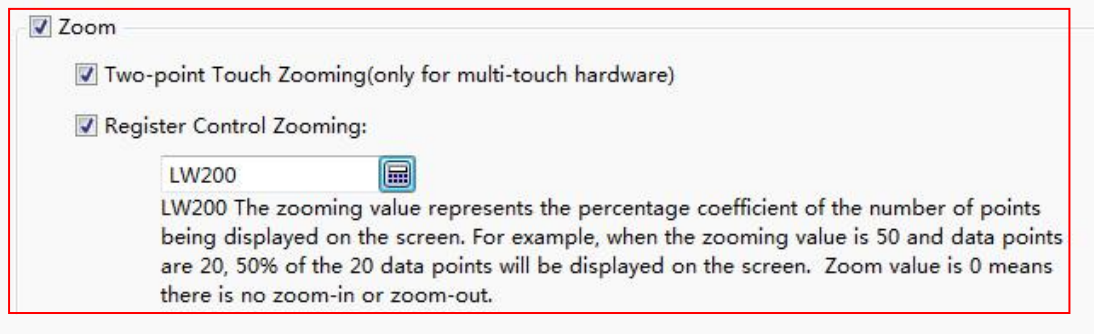 Zoom
Two-point Touch Zooming(only for multi-touch hardware)
Register Control Zooming:
LW200
LW200 The zooming value represents the percentage coefficient of the number of points
being displayed on the screen. For example, when the zooming value is 50 and data points
are 20, 50% of the 20 data points will be displayed on the screen.  Zoom value is 0 means
there is no zoom-in or zoom-out.